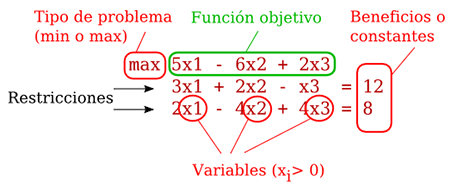 Tipo de problema
(min o max)
Función objetivo
Beneficios o
constantes
max 5x1 - 6x2 + 2x3
Restricciones
3x1 + 2x2 - x3 = 12
2x1 - 4x2 + 4x3 = 8
Variables (xi> 0)